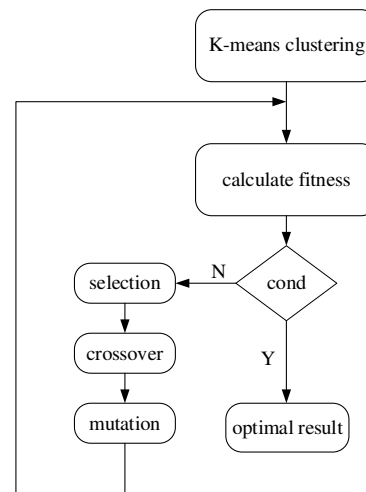 K-means clustering
calculate fitness
cond
N
selection
crossover
Y
mutation
optimal result